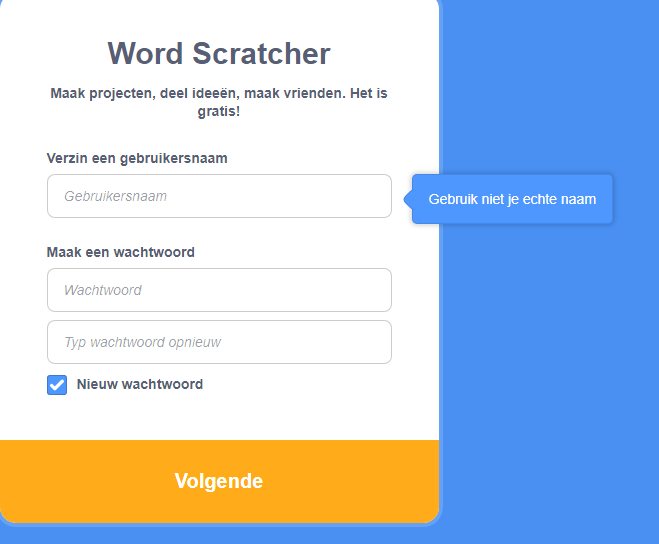 Word Scratcher
Maak projecten, deel ideeën, maak vrienden. Het is
gratis!
Verzin een gebruikersnaam
Gebruikersnaam
Gebruik niet je echte naam
Maak een wachtwoord
Wachtwoord
Typ wachtwoord opnieuw
Nieuw wachtwoord
Volgende